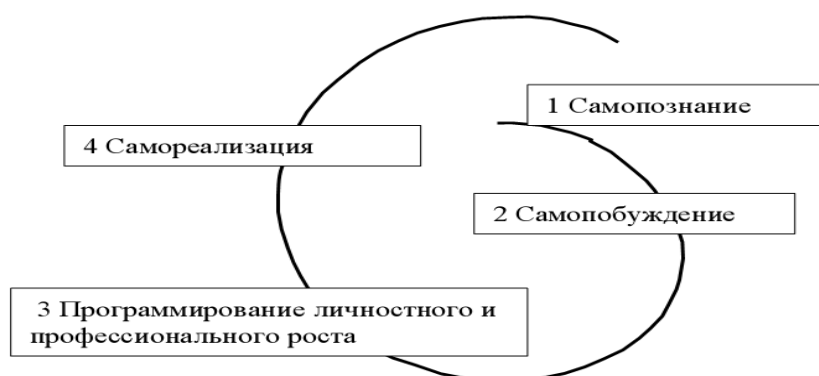 1 Самопознание
4 Самореализация
2 Самопобуждение
3 Программирование личностного и
профессионального роста